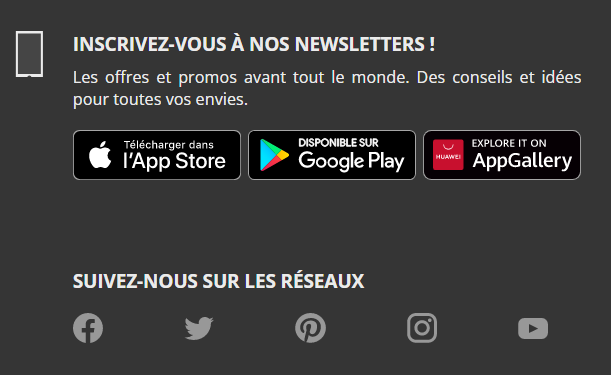 INSCRIVEZ-VOUS À NOS NEWSLETTERS !
Les offres et promos avant tout le monde. Des conseils et idées
pour toutes vos envies.
Télécharger dans
l'App Store
DISPONIBLE SUR
Google Play
HUAWEI
EXPLORE IT ON
AppGallery
SUIVEZ-NOUS SUR LES RÉSEAUX